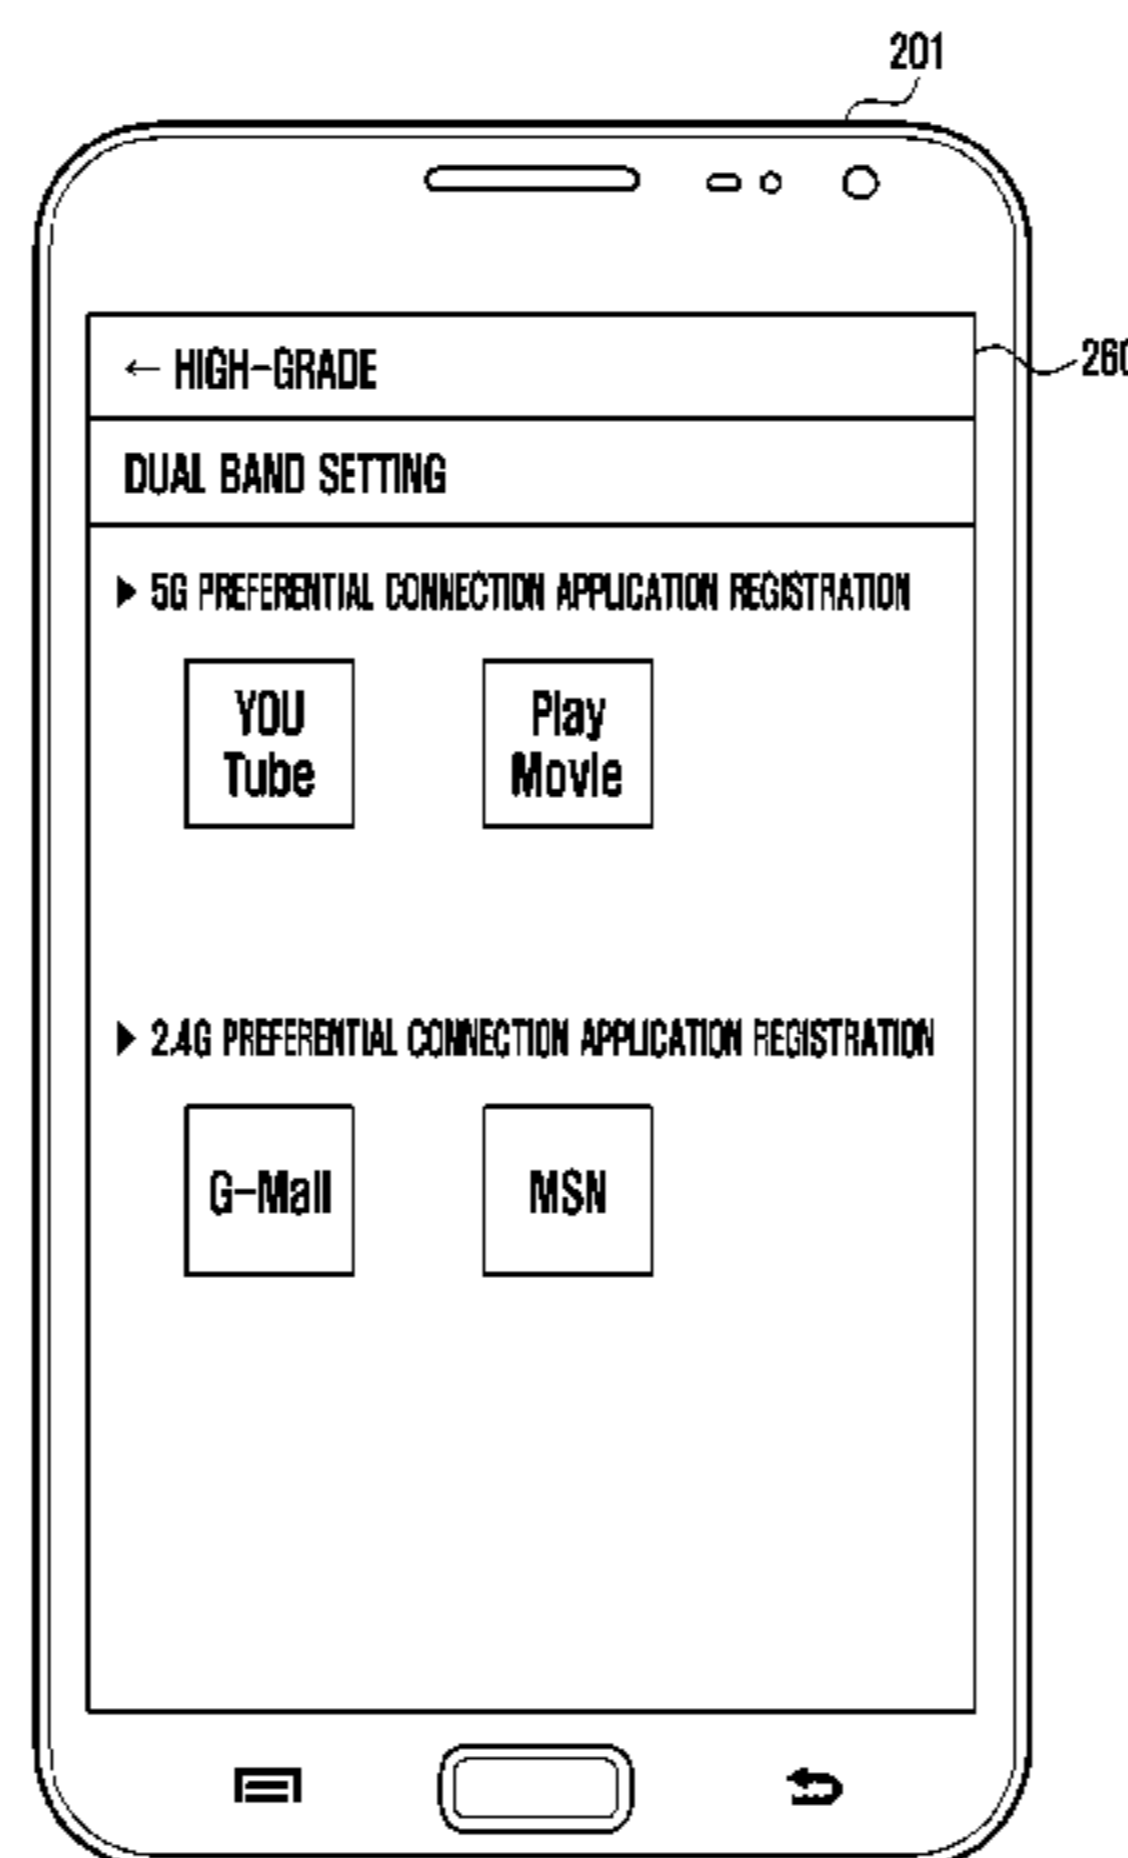 201
← HIGH-GRADE
260
DUAL BAND SETTING
▶ 5G PREFERENTIAL CONNECTION APPLICATION REGISTRATION
YOU Play
Tube Movie
▶ 2.4G PREFERENTIAL CONNECTION APPLICATION REGISTRATION
G-Mail MSN